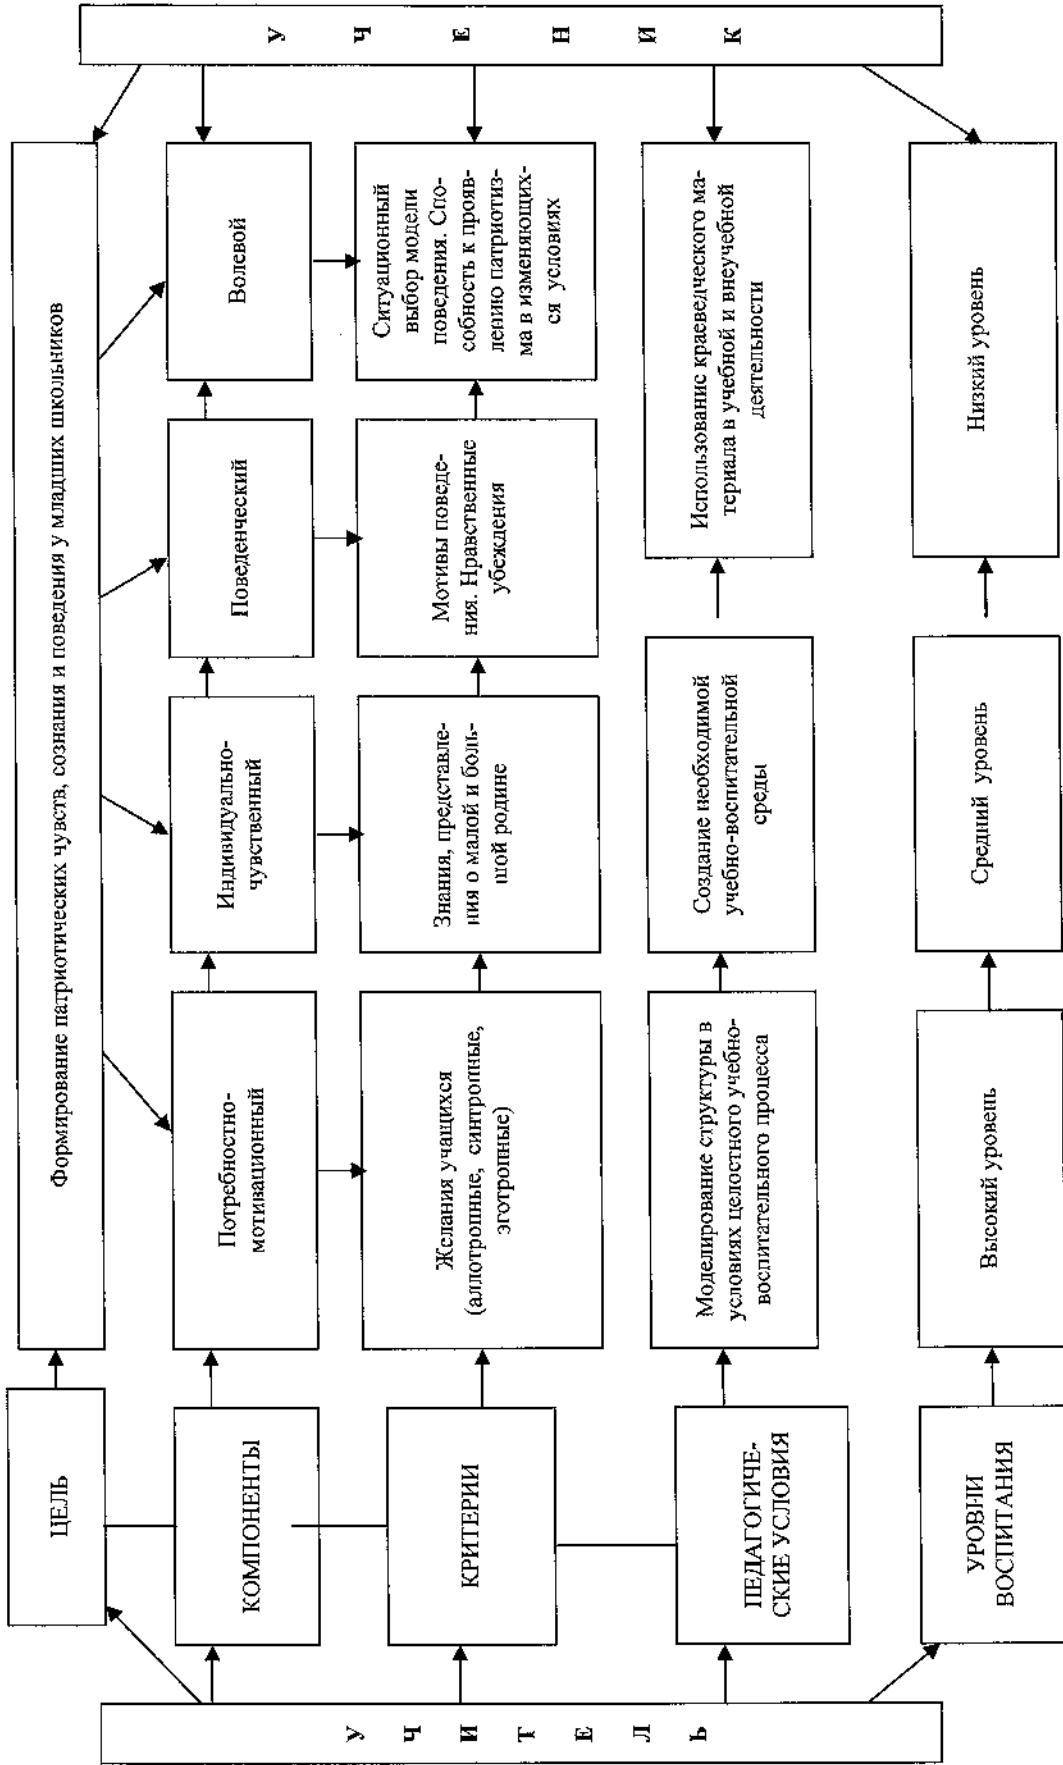 У Ч И Т Е Л Ь
ЦЕЛЬ
Формирование патриотических чувств, сознания и поведения у младших школьников
КОМПОНЕНТЫ
Потребностно-
мотивационный
Индивидуально-
чувственный
Поведенческий
Волевой
КРИТЕРИИ
Желания учащихся
(аллотропные, синтропные,
эготропные)
Знания, представле-
ния о малой и боль-
шой родине
Мотивы поведе-
ния. Нравственные
убеждения
Ситуационный
выбор модели
поведения. Спо-
собность к прояв-
лению патриотиз-
ма в изменяющих-
ся условиях
ПЕДАГОГИЧЕ-
СКИЕ УСЛОВИЯ
Моделирование структуры в
условиях целостного учебно-
воспитательного процесса
Создание необходимой
учебно-воспитательной
среды
Использование краеведческого ма-
териала в учебной и внеучебной
деятельности
УРОВНИ
ВОСПИТАНИЯ
Высокий уровень
Средний уровень
Низкий уровень
У Ч Е Н И К